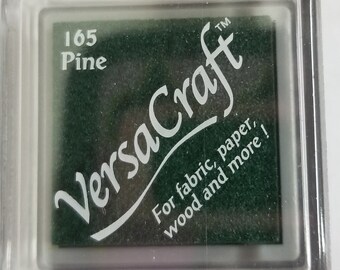 165
Pine
VersaCraft™
For fabric, paper,
wood and more !